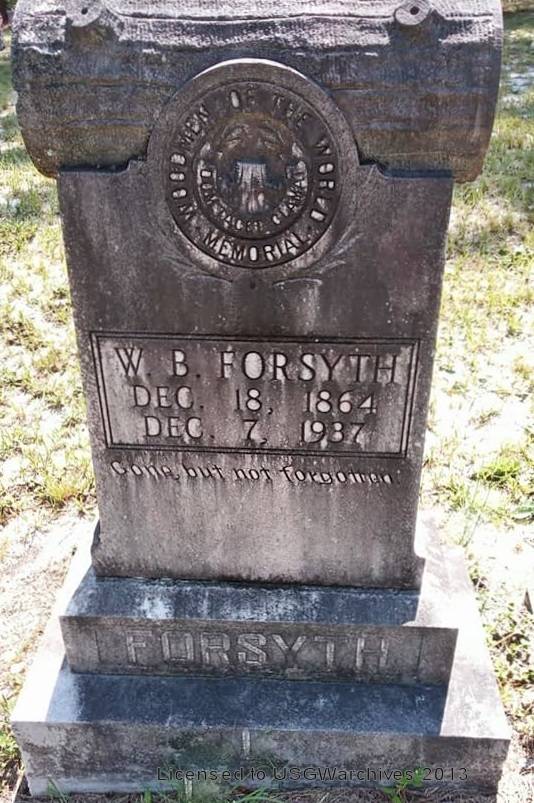 WOODMEN OF THE WORLD
MEMORIAL
DUM TACET CLAMAT
W. B. FORSYTH
DEC. 18, 1864
DEC. 7, 1937
Gone but not forgotten.
FORSYTH
Licensed to USGWarchives 2013